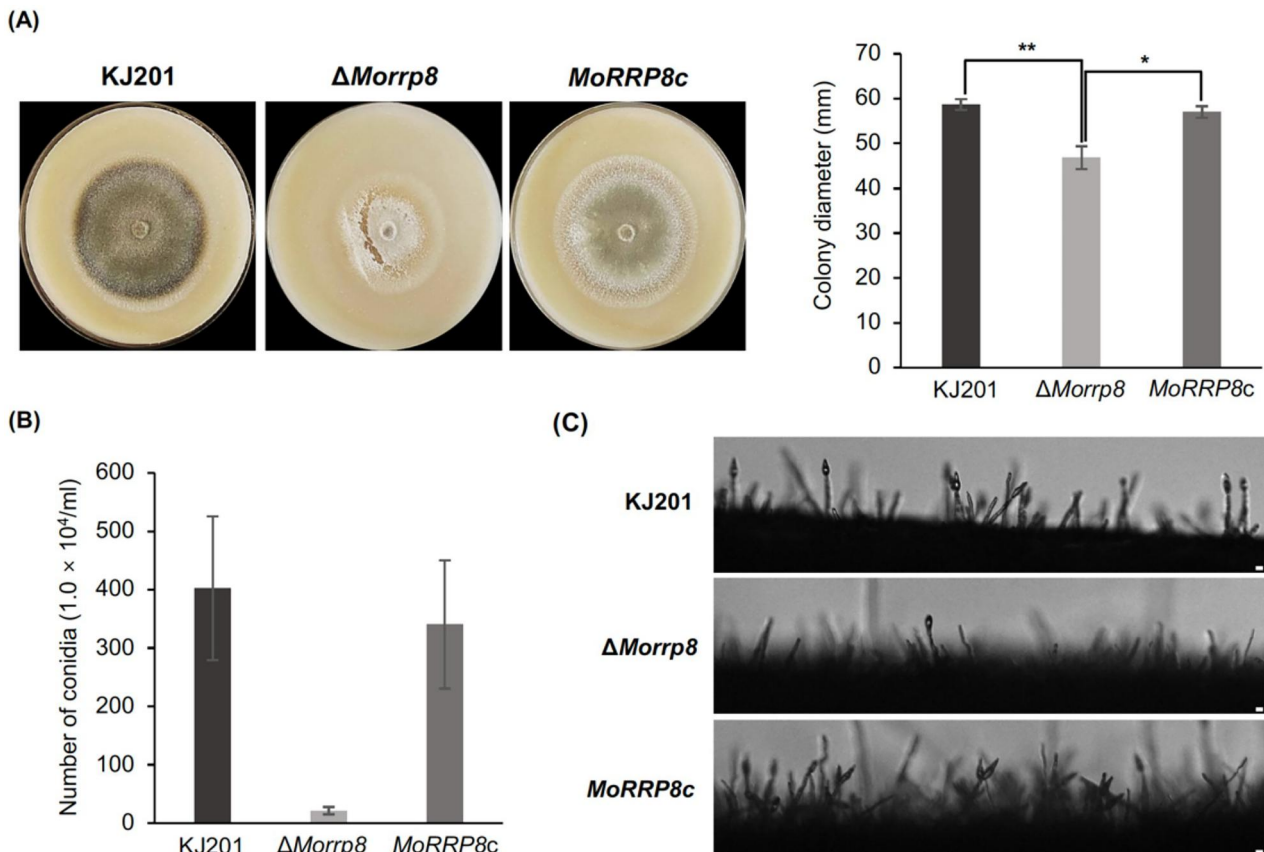 (A)
KJ201
ΔMorrp8
MoRRP8c
70
60
50
40
30
20
10
0
Colony diameter (mm)
**
*
KJ201
ΔMorrp8
MoRRP8c
(B)
600
500
400
300
200
100
0
Number of conidia (1.0 × 10⁴/ml)
KJ201
ΔMorrp8
MoRRP8c
(C)
KJ201
ΔMorrp8
MoRRP8c